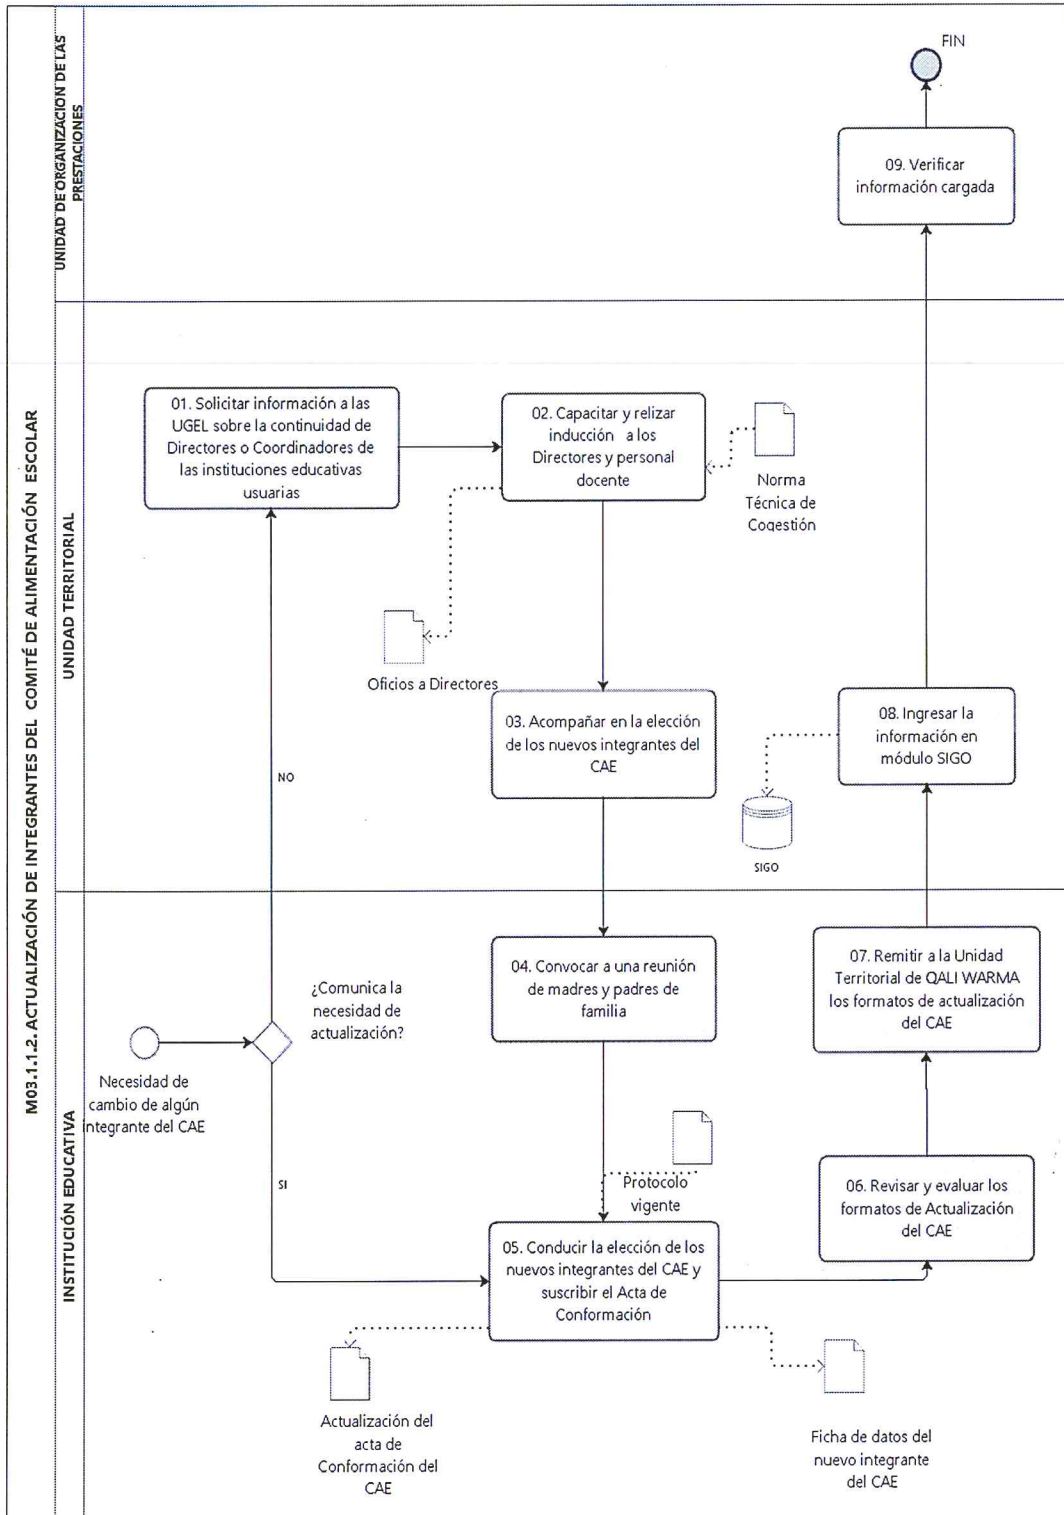 M03.1.1.2. ACTUALIZACIÓN DE INTEGRANTES DEL COMITÉ DE ALIMENTACIÓN ESCOLAR
UNIDAD DE ORGANIZACION DE LAS
PRESTACIONES
FIN
09. Verificar
información cargada
UNIDAD TERRITORIAL
01. Solicitar información a las
UGEL sobre la continuidad de
Directores o Coordinadores de
las instituciones educativas
usuarias
02. Capacitar y relizar
inducción a los
Directores y personal
docente
Norma
Técnica de
Cogestión
Oficios a Directores
03. Acompañar en la elección
de los nuevos integrantes del
CAE
08. Ingresar la
información en
módulo SIGO
NO
SIGO
INSTITUCIÓN EDUCATIVA
04. Convocar a una reunión
de madres y padres de
familia
07. Remitir a la Unidad
Territorial de QALI WARMA
los formatos de actualización
del CAE
¿Comunica la
necesidad de
actualización?
Necesidad de
cambio de algún
integrante del CAE
SI
Protocolo
vigente
06. Revisar y evaluar los
formatos de Actualización
del CAE
05. Conducir la elección de los
nuevos integrantes del CAE y
suscribir el Acta de
Conformación
Actualización del
acta de
Conformación del
CAE
Ficha de datos del
nuevo integrante
del CAE